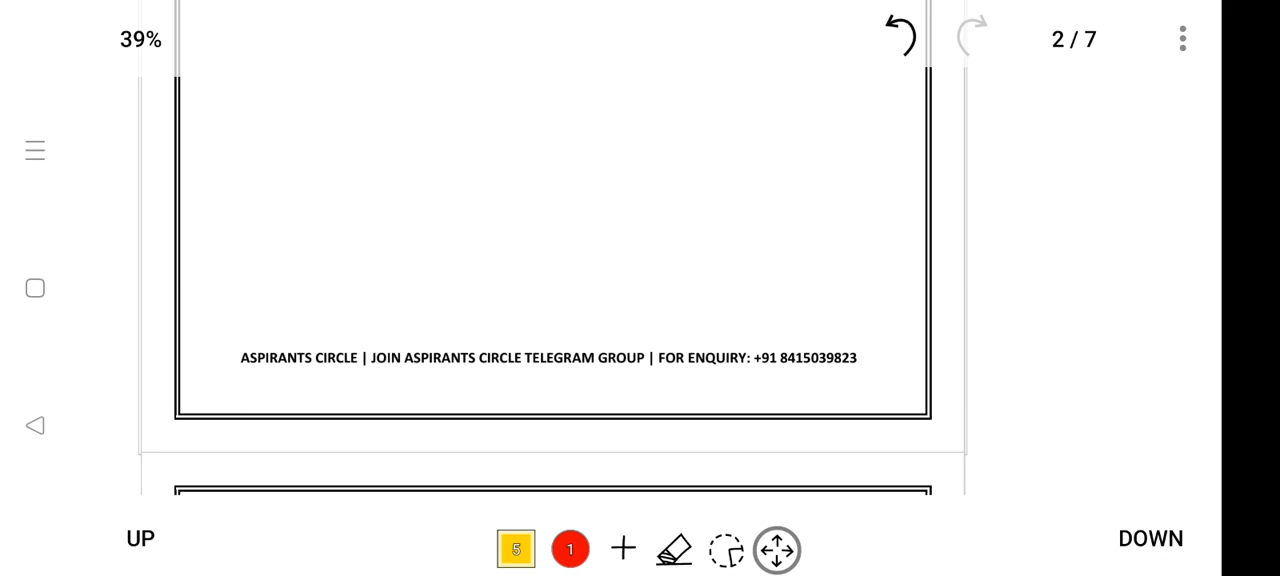 39%
2 / 7
ASPIRANTS CIRCLE | JOIN ASPIRANTS CIRCLE TELEGRAM GROUP | FOR ENQUIRY: +91 8415039823
UP
5
1
DOWN